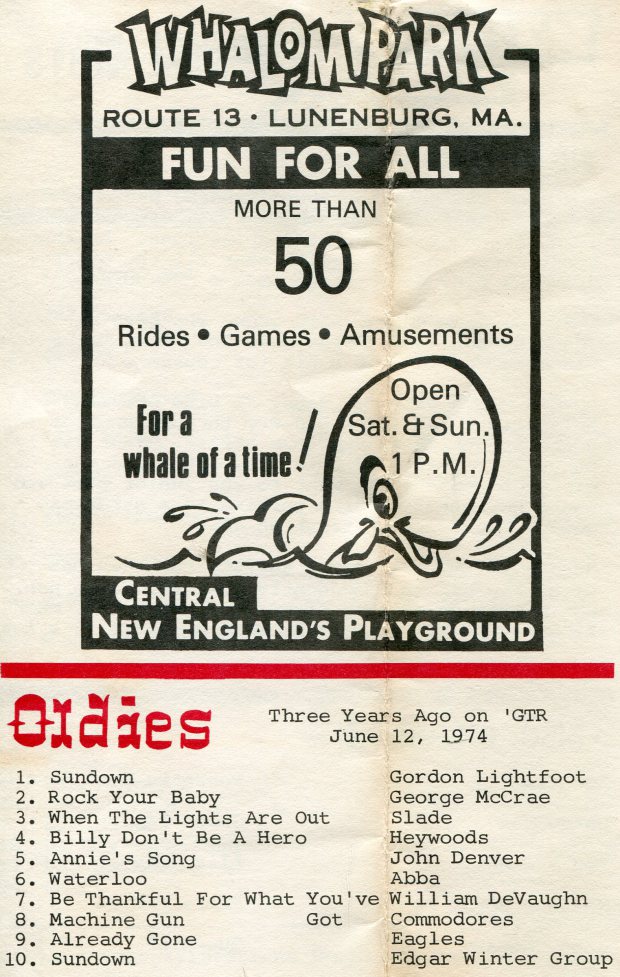 WHALOM PARK
ROUTE 13 • LUNENBURG, MA.
FUN FOR ALL
MORE THAN
50
Rides • Games • Amusements
For a
whale of a time!
Open
Sat. & Sun.
1 P.M.
CENTRAL
NEW ENGLAND'S PLAYGROUND
Oldies
Three Years Ago on 'GTR
June 12, 1974
1. Sundown Gordon Lightfoot
2. Rock Your Baby George McCrae
3. When The Lights Are Out Slade
4. Billy Don't Be A Hero Heywoods
5. Annie's Song John Denver
6. Waterloo Abba
7. Be Thankful For What You've William DeVaughn
8. Machine Gun Got Commodores
9. Already Gone Eagles
10. Sundown Edgar Winter Group